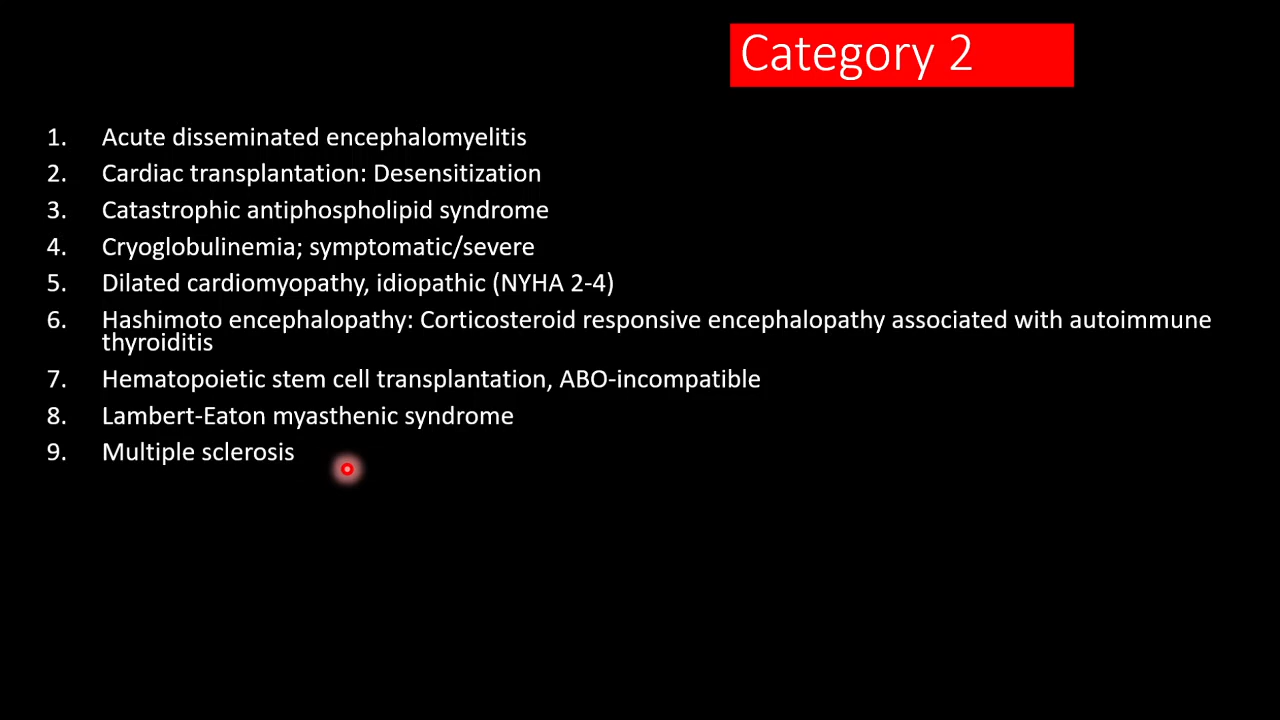 Category 2
1. Acute disseminated encephalomyelitis
2. Cardiac transplantation: Desensitization
3. Catastrophic antiphospholipid syndrome
4. Cryoglobulinemia; symptomatic/severe
5. Dilated cardiomyopathy, idiopathic (NYHA 2-4)
6. Hashimoto encephalopathy: Corticosteroid responsive encephalopathy associated with autoimmune
thyroiditis
7. Hematopoietic stem cell transplantation, ABO-incompatible
8. Lambert-Eaton myasthenic syndrome
9. Multiple sclerosis